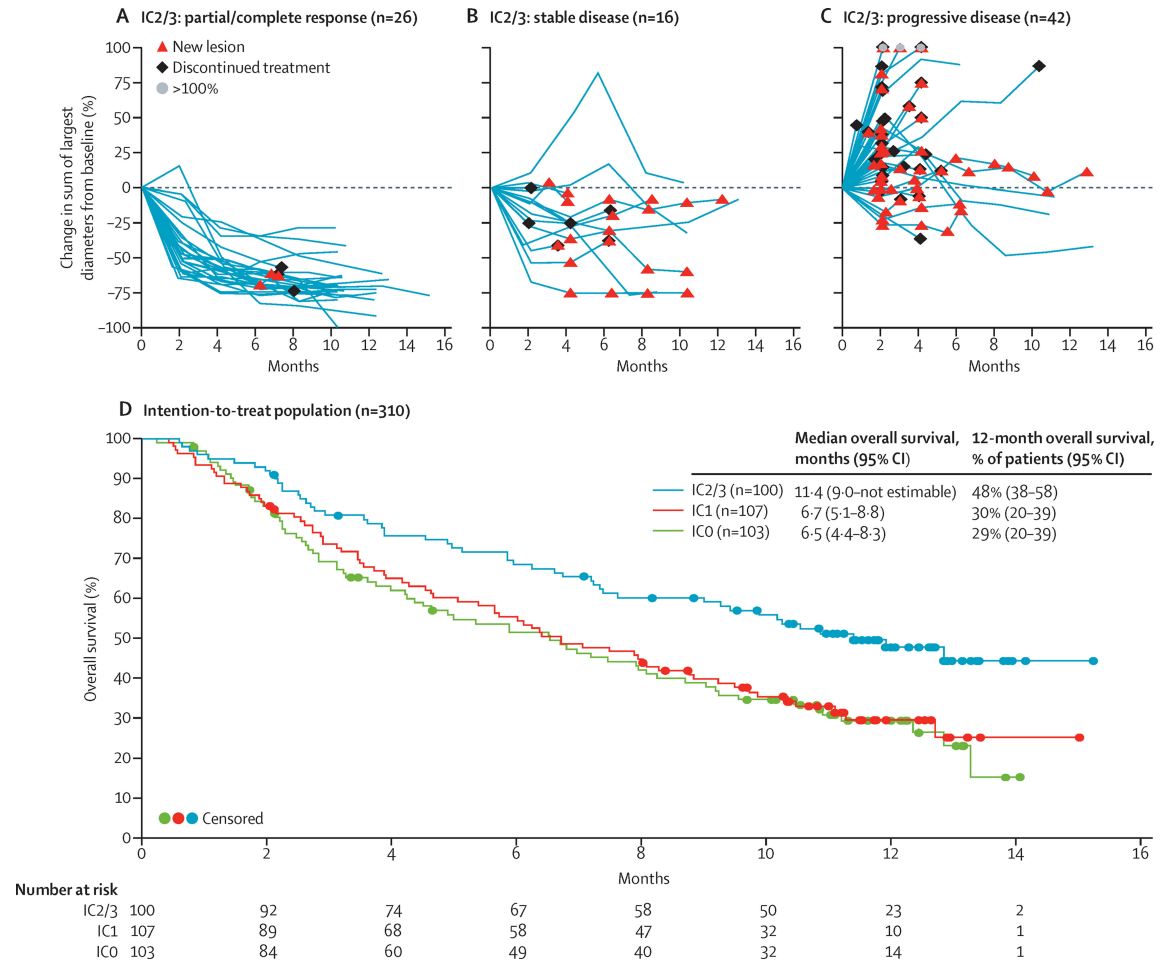 A IC2/3: partial/complete response (n=26)
B IC2/3: stable disease (n=16)
C IC2/3: progressive disease (n=42)
Change in sum of largest
diameters from baseline (%)
100
75
50
25
0
–25
–50
–75
–100
New lesion
Discontinued treatment
>100%
0 2 4 6 8 10 12 14 16
Months
0 2 4 6 8 10 12 14 16
Months
0 2 4 6 8 10 12 14 16
Months
D Intention-to-treat population (n=310)
Overall survival (%)
100
90
80
70
60
50
40
30
20
10
0
Median overall survival, 12-month overall survival,
months (95% CI) % of patients (95% CI)
IC2/3 (n=100) 11·4 (9·0–not estimable) 48% (38–58)
IC1 (n=107) 6·7 (5·1–8·8) 30% (20–39)
IC0 (n=103) 6·5 (4·4–8·3) 29% (20–39)
Censored
0 2 4 6 8 10 12 14 16
Months
Number at risk
IC2/3 100 92 74 67 58 50 23 2
IC1 107 89 68 58 47 32 10 1
IC0 103 84 60 49 40 32 14 1